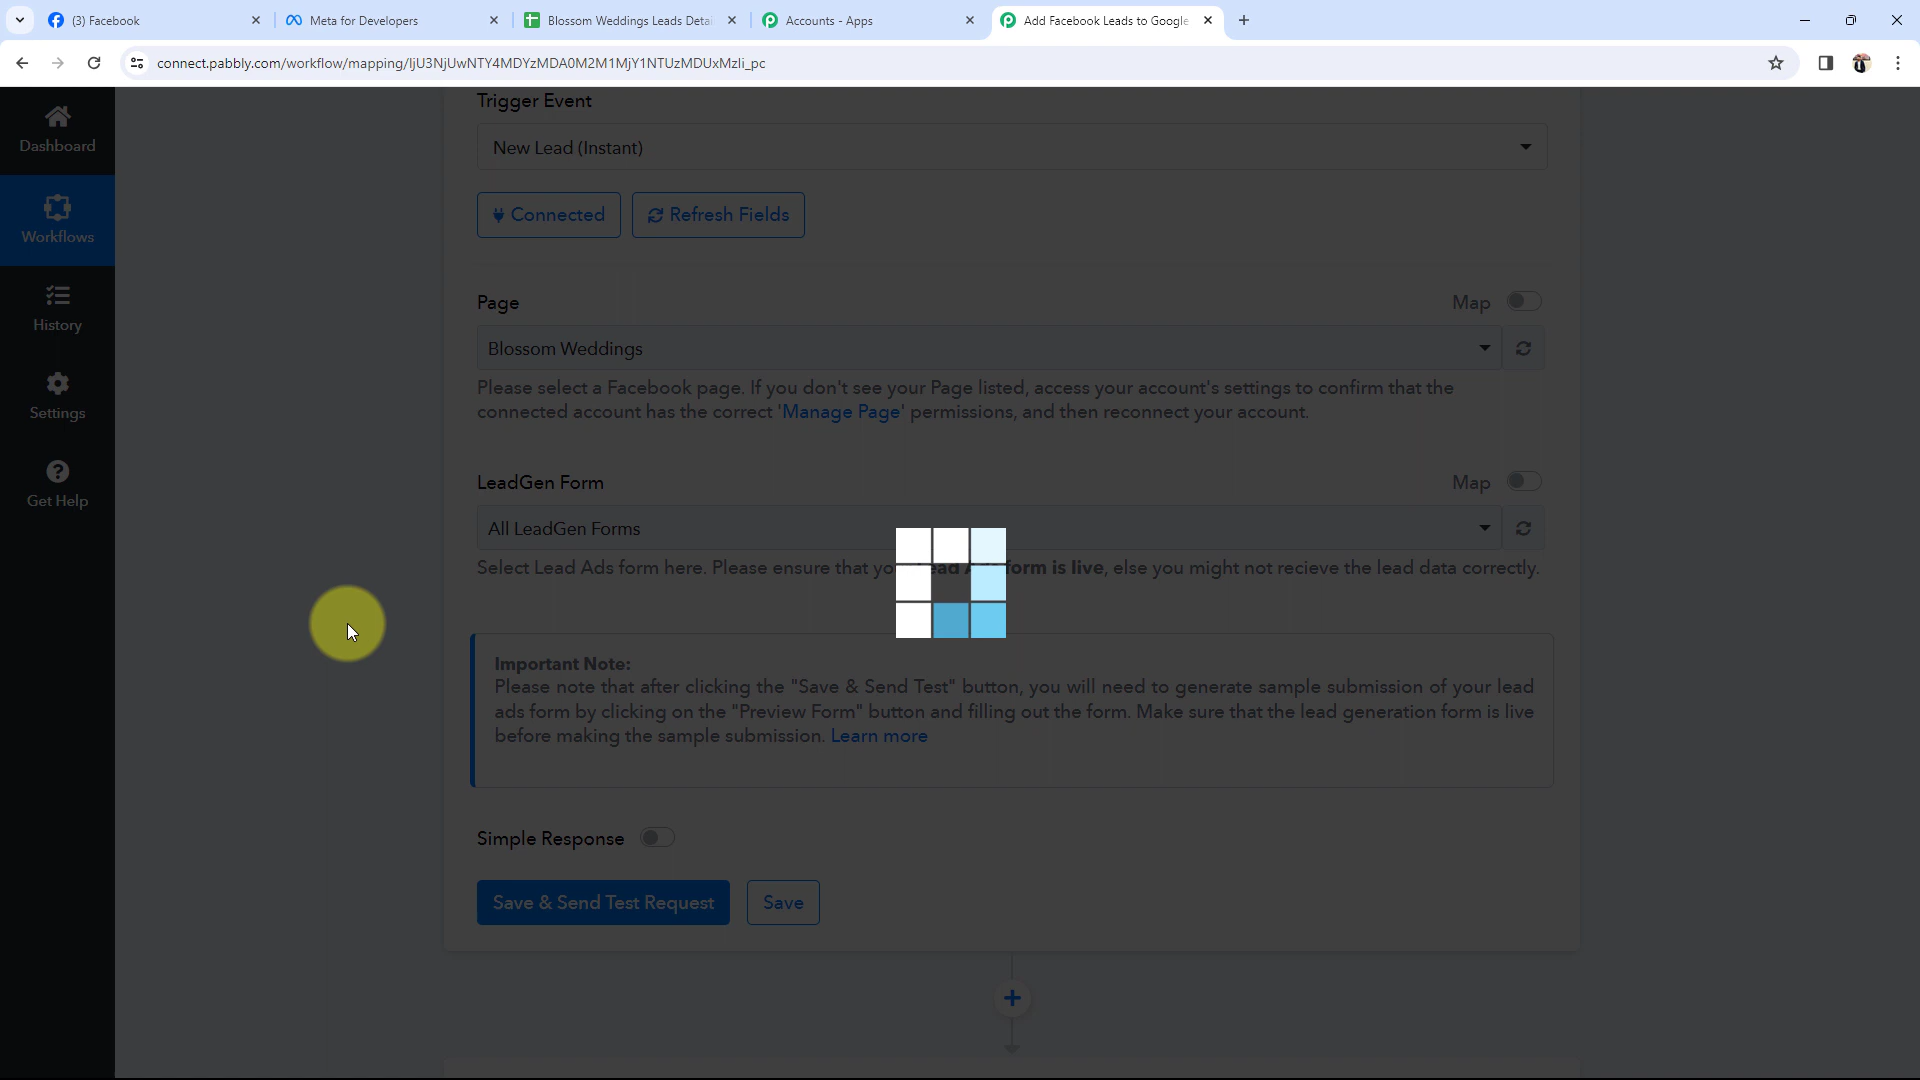 (3) Facebook
Meta for Developers
Blossom Weddings Leads Detai
Accounts - Apps
Add Facebook Leads to Google
connect.pabbly.com/workflow/mapping/
Dashboard
Workflows
History
Settings
Get Help
Trigger Event
New Lead (Instant)
Connected
Refresh Fields
Page
Map
Blossom Weddings
Please select a Facebook page. If you don't see your Page listed, access your account's settings to confirm that the
connected account has the correct 'Manage Page' permissions, and then reconnect your account.
LeadGen Form
Map
All LeadGen Forms
Select Lead Ads form here. Please ensure that form is live, else you might not recieve the lead data correctly.
Important Note:
Please note that after clicking the "Save & Send Test" button, you will need to generate sample submission of your lead
ads form by clicking on the "Preview Form" button and filling out the form. Make sure that the lead generation form is live
before making the sample submission. Learn more
Simple Response
Save & Send Test Request
Save